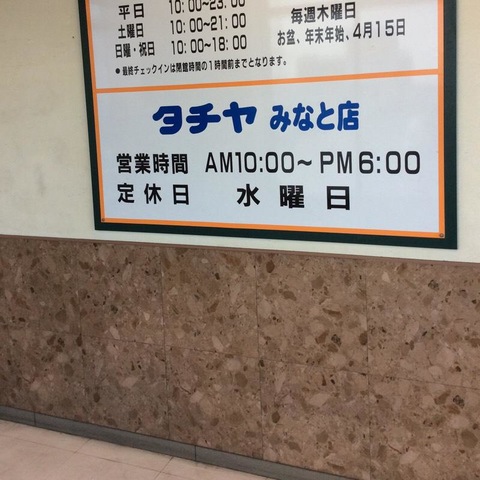 平日 10:00~23:00 毎週木曜日
土曜日 10:00~21:00 お盆、年末年始、4月15日
日曜・祝日 10:00~18:00
● 最終チェックインは閉館時間の1時間前までとなります。
タチヤ みなと店
営業時間 AM10:00~PM6:00
定休日 水曜日